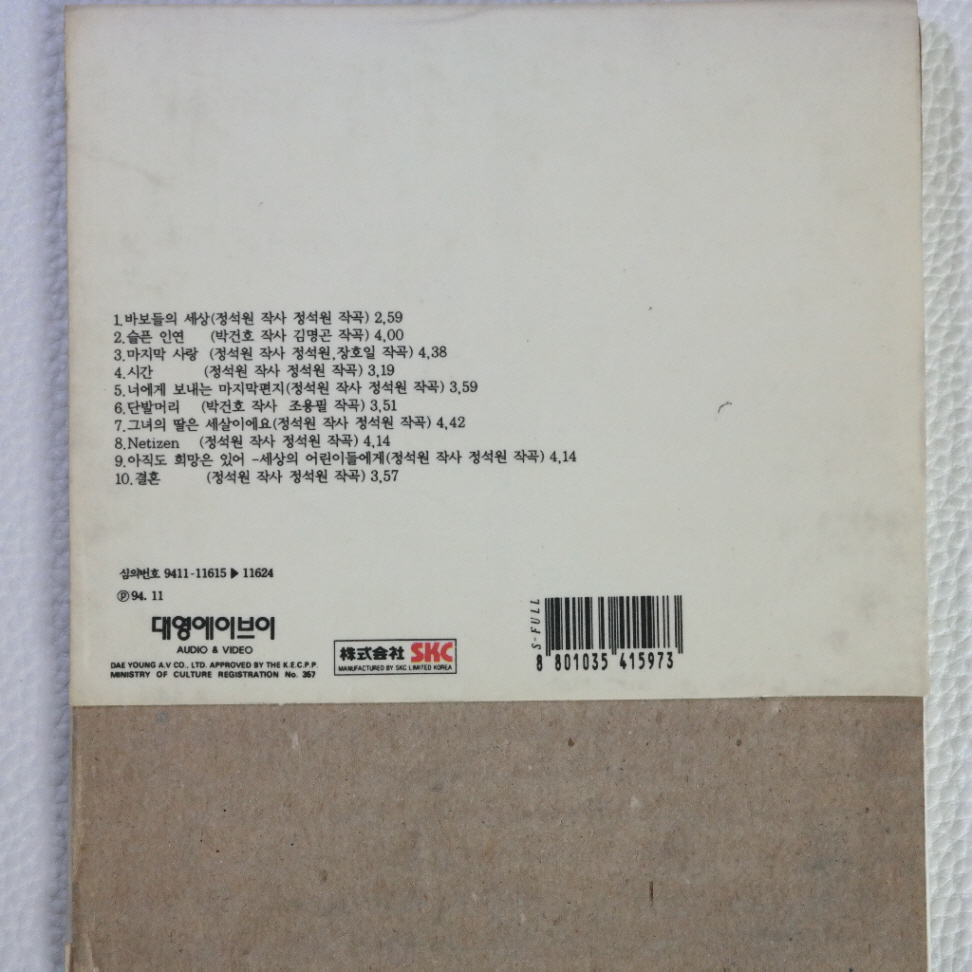 1.바보들의 세상(정석원 작사 정석원 작곡) 2,59
2.슬픈 인연 (박건호 작사 김명곤 작곡) 4,00
3.마지막 사랑 (정석원 작사 정석원,장호일 작곡) 4,38
4.시간 (정석원 작사 정석원 작곡) 3,19
5.너에게 보내는 마지막편지(정석원 작사 정석원 작곡) 3,59
6.단발머리 (박건호 작사 조용필 작곡) 3,51
7.그녀의 딸은 세살이에요(정석원 작사 정석원 작곡) 4,42
8.Netizen (정석원 작사 정석원 작곡) 4,14
9.아직도 희망은 있어 -세상의 어린이들에게(정석원 작사 정석원 작곡) 4,14
10.결혼 (정석원 작사 정석원 작곡) 3,57
심의번호 9411-11615 ▶ 11624
Ⓟ94. 11
대영에이브이
AUDIO & VIDEO
DAE YOUNG A.V CO., LTD. APPROVED BY THE K.E.C.P.P.
MINISTRY OF CULTURE REGISTRATION No. 357
株式会社 SKC
MANUFACTURED BY SKC LIMITED KOREA
S-FULL
8 801035 415973